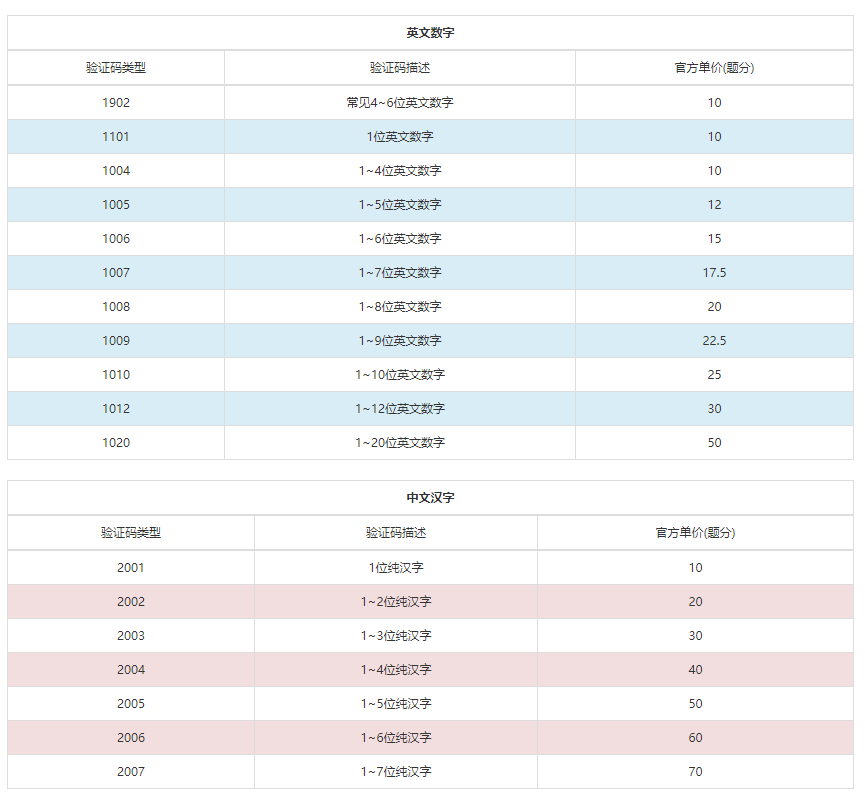 英文数字
验证码类型 验证码描述 官方单价(题分)
1902 常见4~6位英文数字 10
1101 1位英文数字 10
1004 1~4位英文数字 10
1005 1~5位英文数字 12
1006 1~6位英文数字 15
1007 1~7位英文数字 17.5
1008 1~8位英文数字 20
1009 1~9位英文数字 22.5
1010 1~10位英文数字 25
1012 1~12位英文数字 30
1020 1~20位英文数字 50
中文汉字
验证码类型 验证码描述 官方单价(题分)
2001 1位纯汉字 10
2002 1~2位纯汉字 20
2003 1~3位纯汉字 30
2004 1~4位纯汉字 40
2005 1~5位纯汉字 50
2006 1~6位纯汉字 60
2007 1~7位纯汉字 70